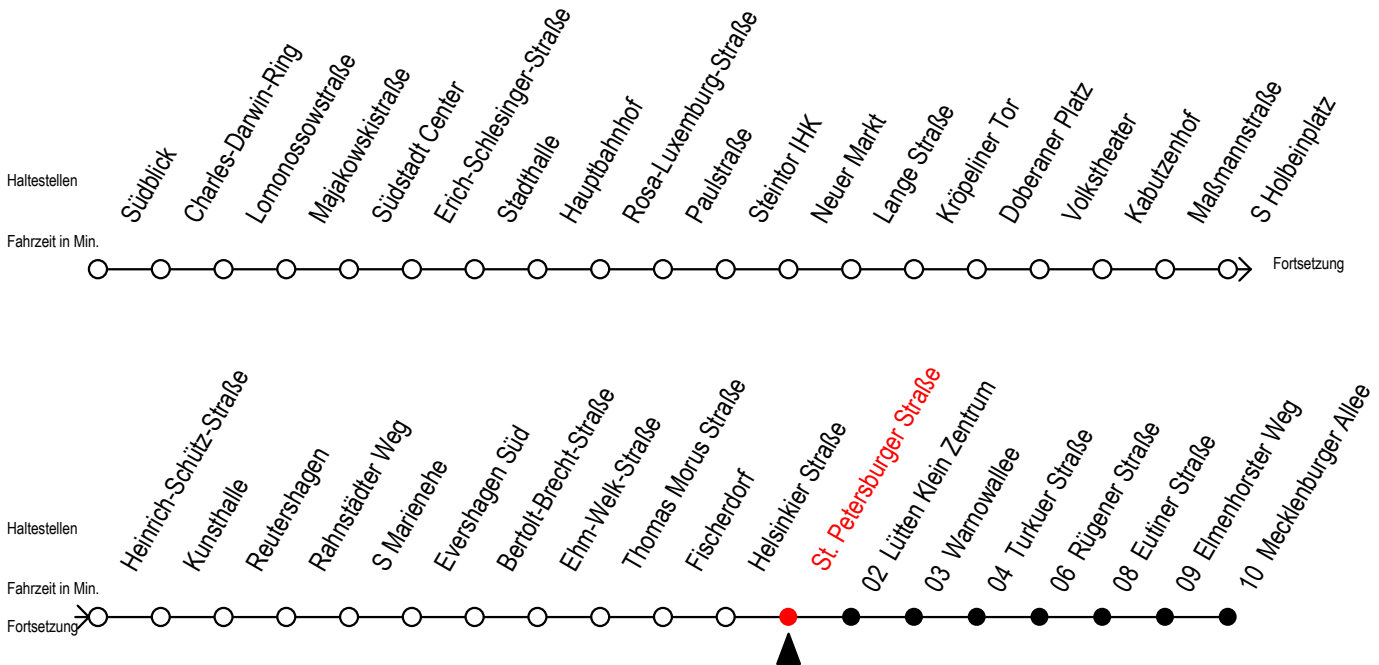 Haltestellen
Südblick
Charles-Darwin-Ring
Lomonossowstraße
Majakowskistraße
Südstadt Center
Erich-Schlesinger-Straße
Stadthalle
Hauptbahnhof
Rosa-Luxemburg-Straße
Paulstraße
Steintor IHK
Neuer Markt
Lange Straße
Kröpeliner Tor
Doberaner Platz
Volkstheater
Kabutzenhof
Maßmannstraße
S Holbeinplatz
Fahrzeit in Min.
Fortsetzung
Haltestellen
Heinrich-Schütz-Straße
Kunsthalle
Reutershagen
Rahnstädter Weg
S Marienehe
Evershagen Süd
Bertolt-Brecht-Straße
Ehm-Welk-Straße
Thomas Morus Straße
Fischerdorf
Helsinkier Straße
St. Petersburger Straße
02 Lütten Klein Zentrum
03 Warnowallee
04 Turkuer Straße
06 Rügener Straße
08 Eutiner Straße
09 Elmenhorster Weg
10 Mecklenburger Allee
Fahrzeit in Min.
Fortsetzung